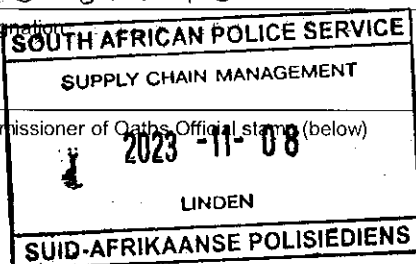 SOUTH AFRICAN POLICE SERVICE
SUPPLY CHAIN MANAGEMENT
missioner of Oaths Official stamp (below)
2023 -11- 08
LINDEN
SUID-AFRIKAANSE POLISIEDIENS